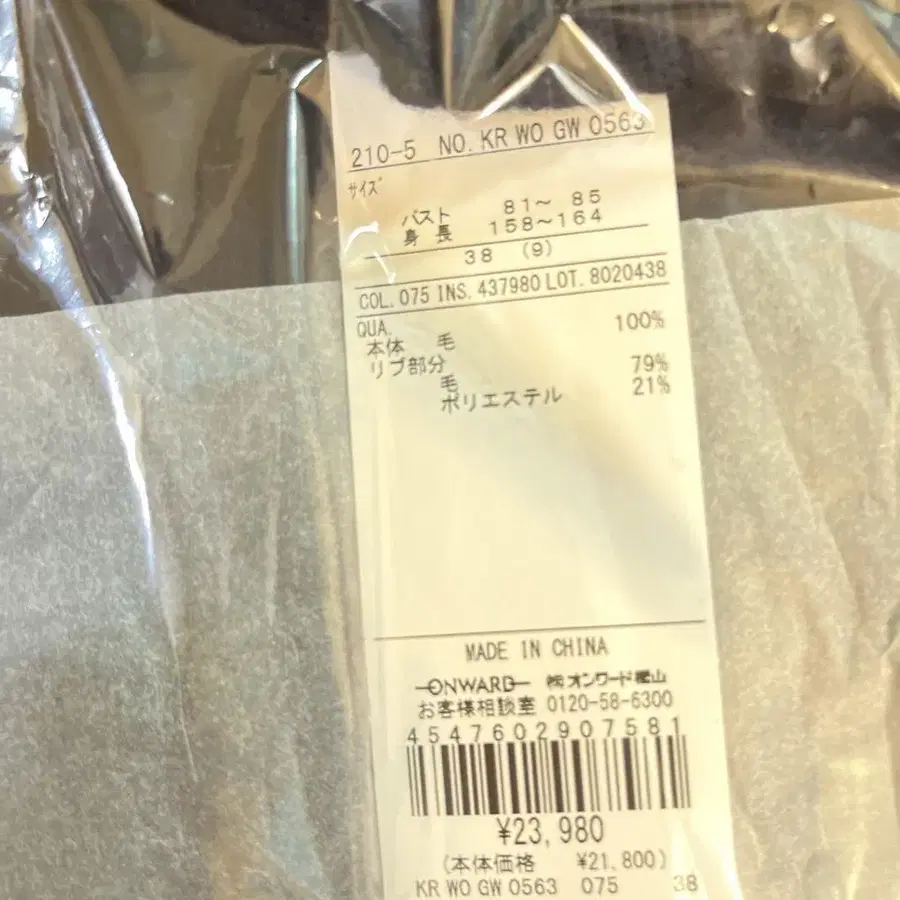 210-5 NO. KR WO GW 0563
サイズ
バスト 81～ 85
身長 158～164
38 (9)
COL. 075 INS. 437980 LOT. 8020438
QUA.
本体 毛 100%
リブ部分
毛 79%
ポリエステル 21%
MADE IN CHINA
ONWARD ㈱オンワード樫山
お客様相談室 0120-58-6300
4547602907581
¥23,980
(本体価格 ¥21,800)
KR WO GW 0563 075 38